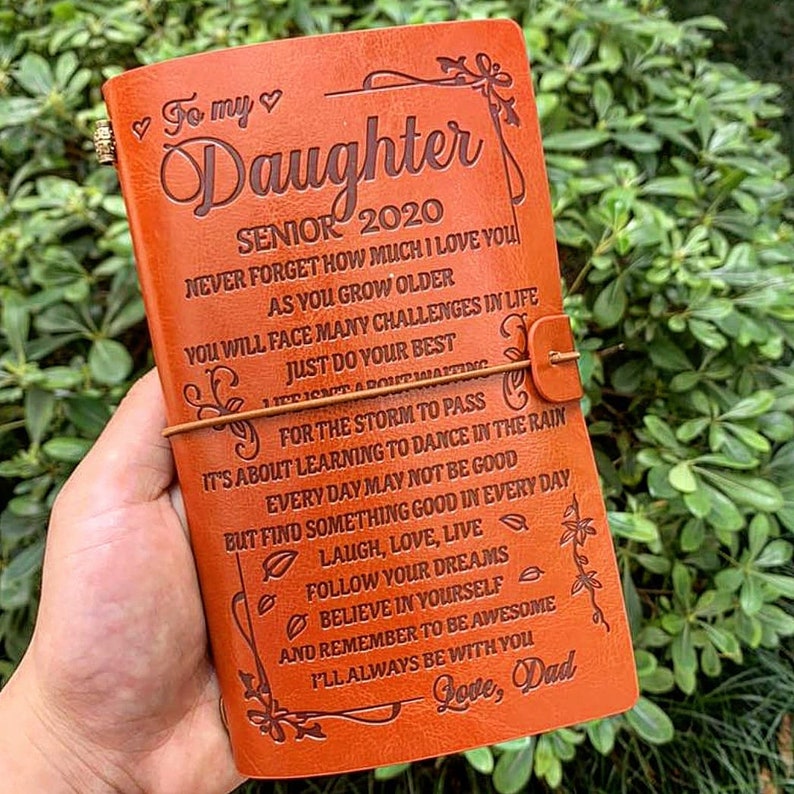 To my
Daughter
SENIOR 2020
NEVER FORGET HOW MUCH I LOVE YOU
AS YOU GROW OLDER
YOU WILL FACE MANY CHALLENGES IN LIFE
JUST DO YOUR BEST
LIFE ISN'T ABOUT WAITING
FOR THE STORM TO PASS
IT'S ABOUT LEARNING TO DANCE IN THE RAIN
EVERY DAY MAY NOT BE GOOD
BUT FIND SOMETHING GOOD IN EVERY DAY
LAUGH, LOVE, LIVE
FOLLOW YOUR DREAMS
BELIEVE IN YOURSELF
AND REMEMBER TO BE AWESOME
I'LL ALWAYS BE WITH YOU
Love, Dad